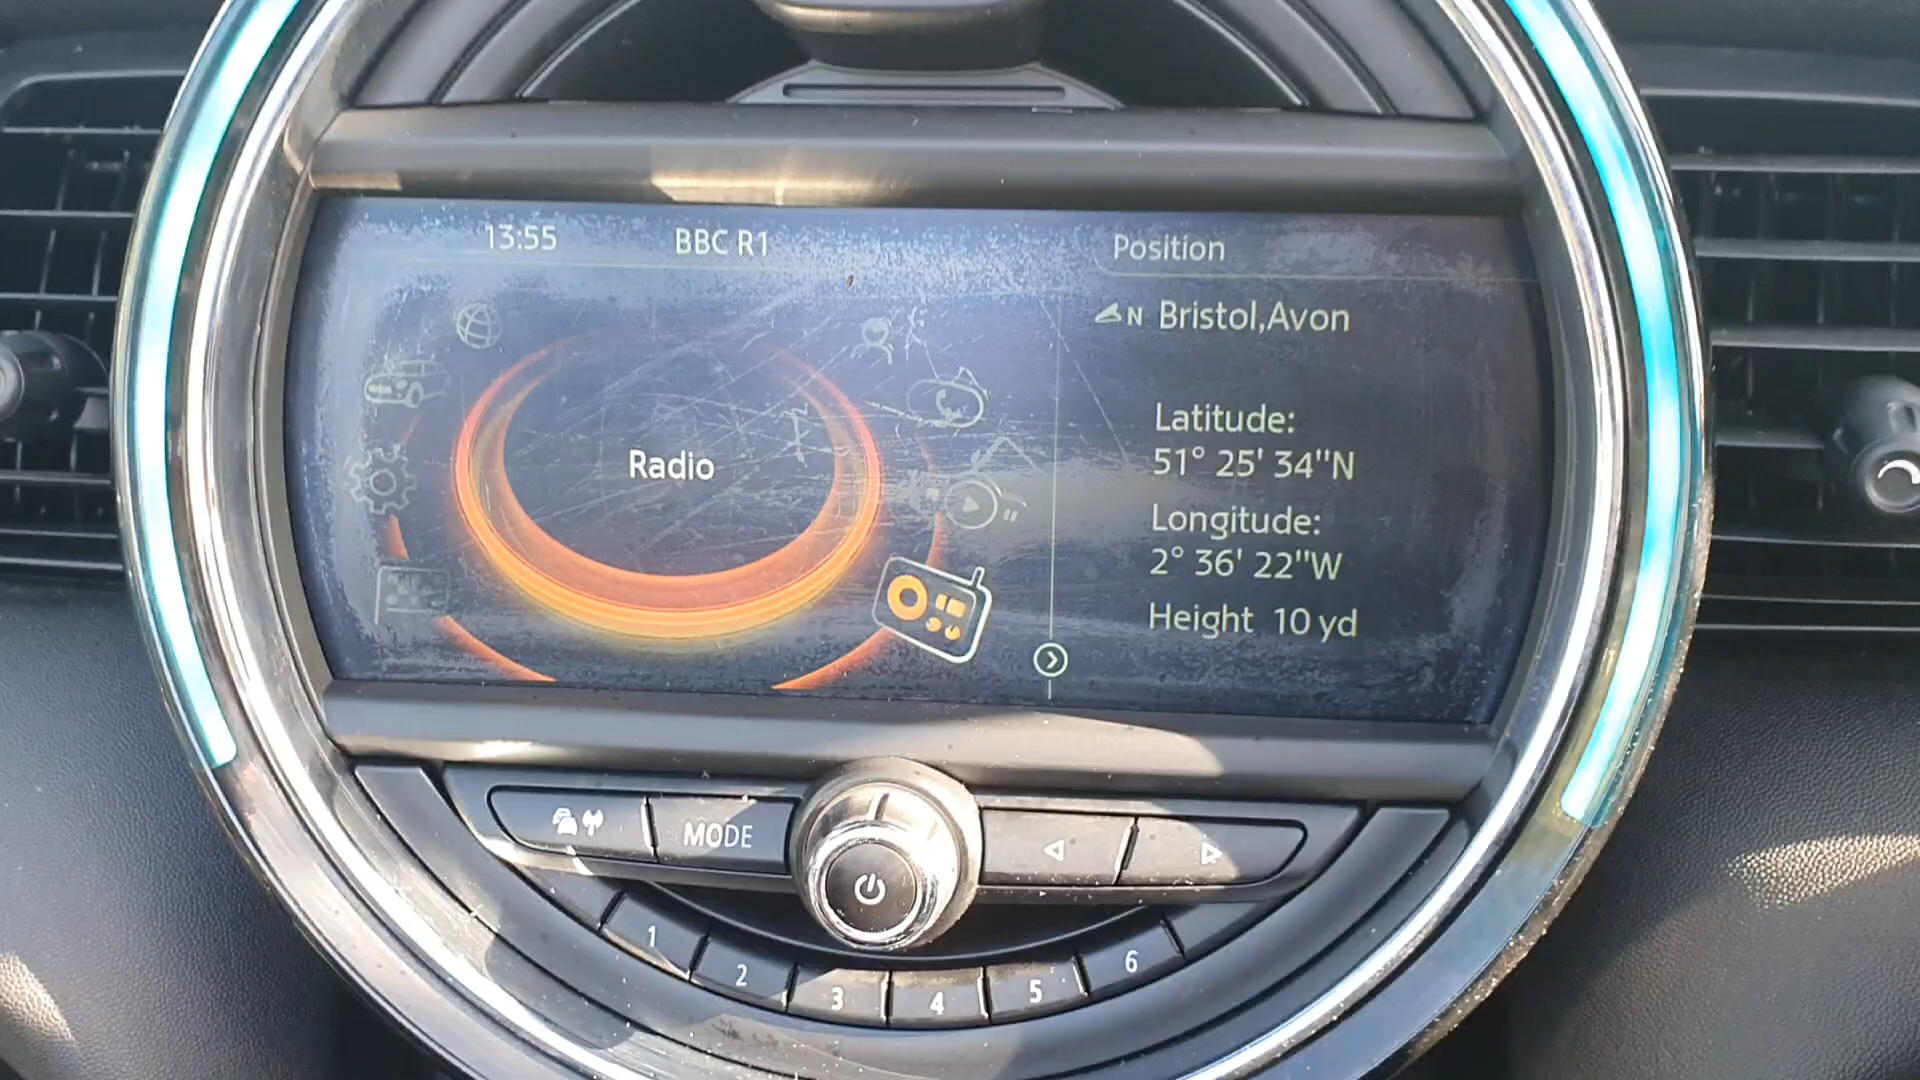 13:55 BBC R1
Radio
Position
N Bristol,Avon
Latitude:
51° 25' 34"N
Longitude:
2° 36' 22"W
Height 10 yd
MODE
1 2 3 4 5 6